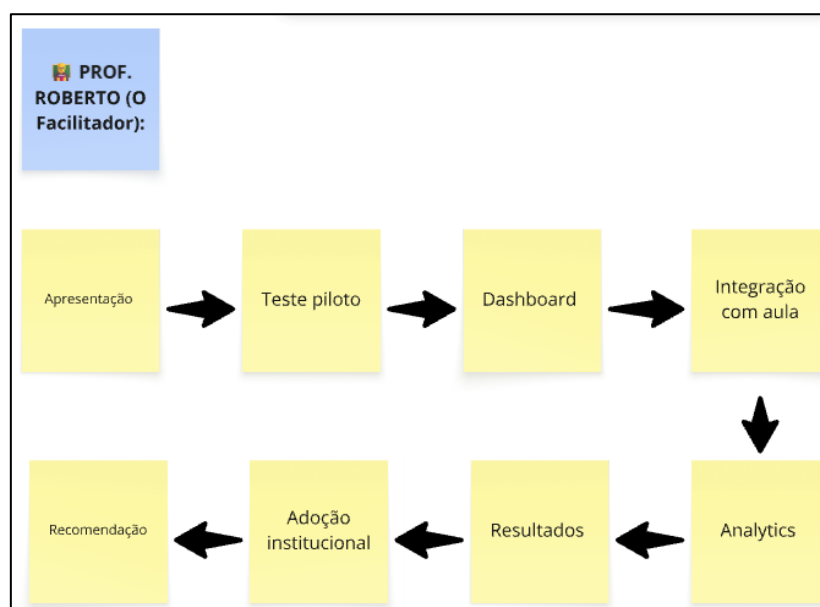 👩‍🏫 PROF.
ROBERTO (O
Facilitador):
Apresentação
Teste piloto
Dashboard
Integração
com aula
Recomendação
Adoção
institucional
Resultados
Analytics